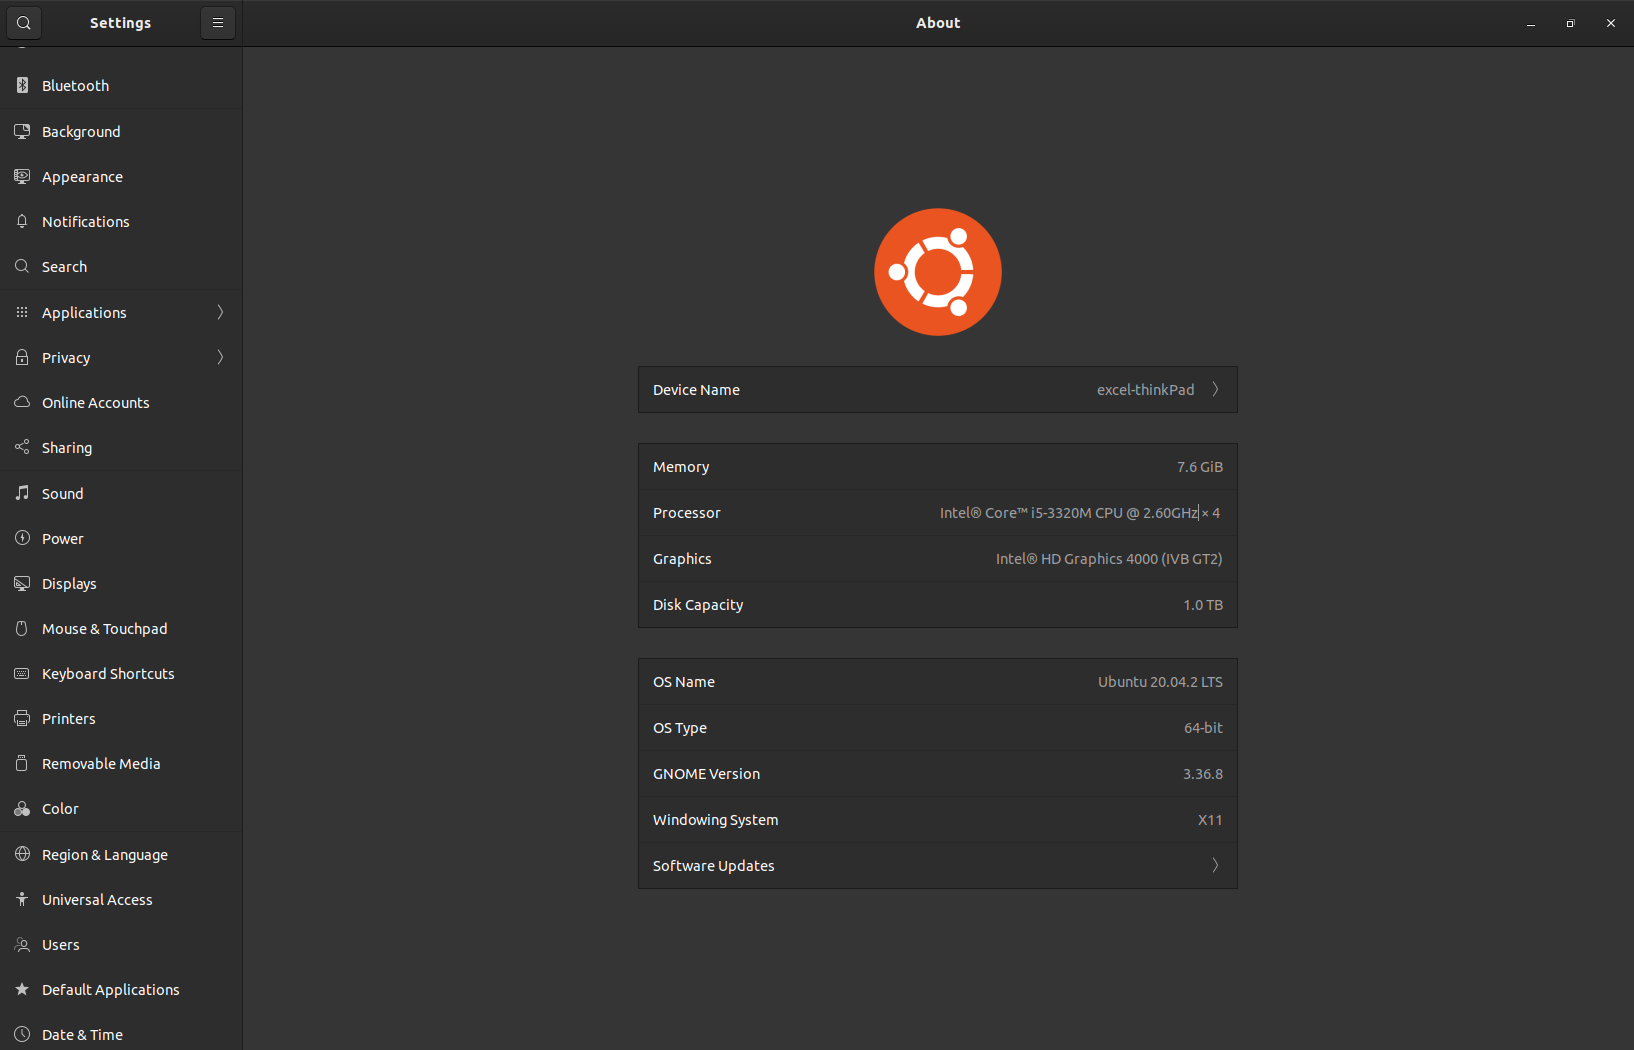 Settings
About
Bluetooth
Background
Appearance
Notifications
Search
Applications
Privacy
Online Accounts
Sharing
Sound
Power
Displays
Mouse & Touchpad
Keyboard Shortcuts
Printers
Removable Media
Color
Region & Language
Universal Access
Users
Default Applications
Date & Time
Device Name excel-thinkPad
Memory 7.6 GiB
Processor Intel® Core™ i5-3320M CPU @ 2.60GHz × 4
Graphics Intel® HD Graphics 4000 (IVB GT2)
Disk Capacity 1.0 TB
OS Name Ubuntu 20.04.2 LTS
OS Type 64-bit
GNOME Version 3.36.8
Windowing System X11
Software Updates